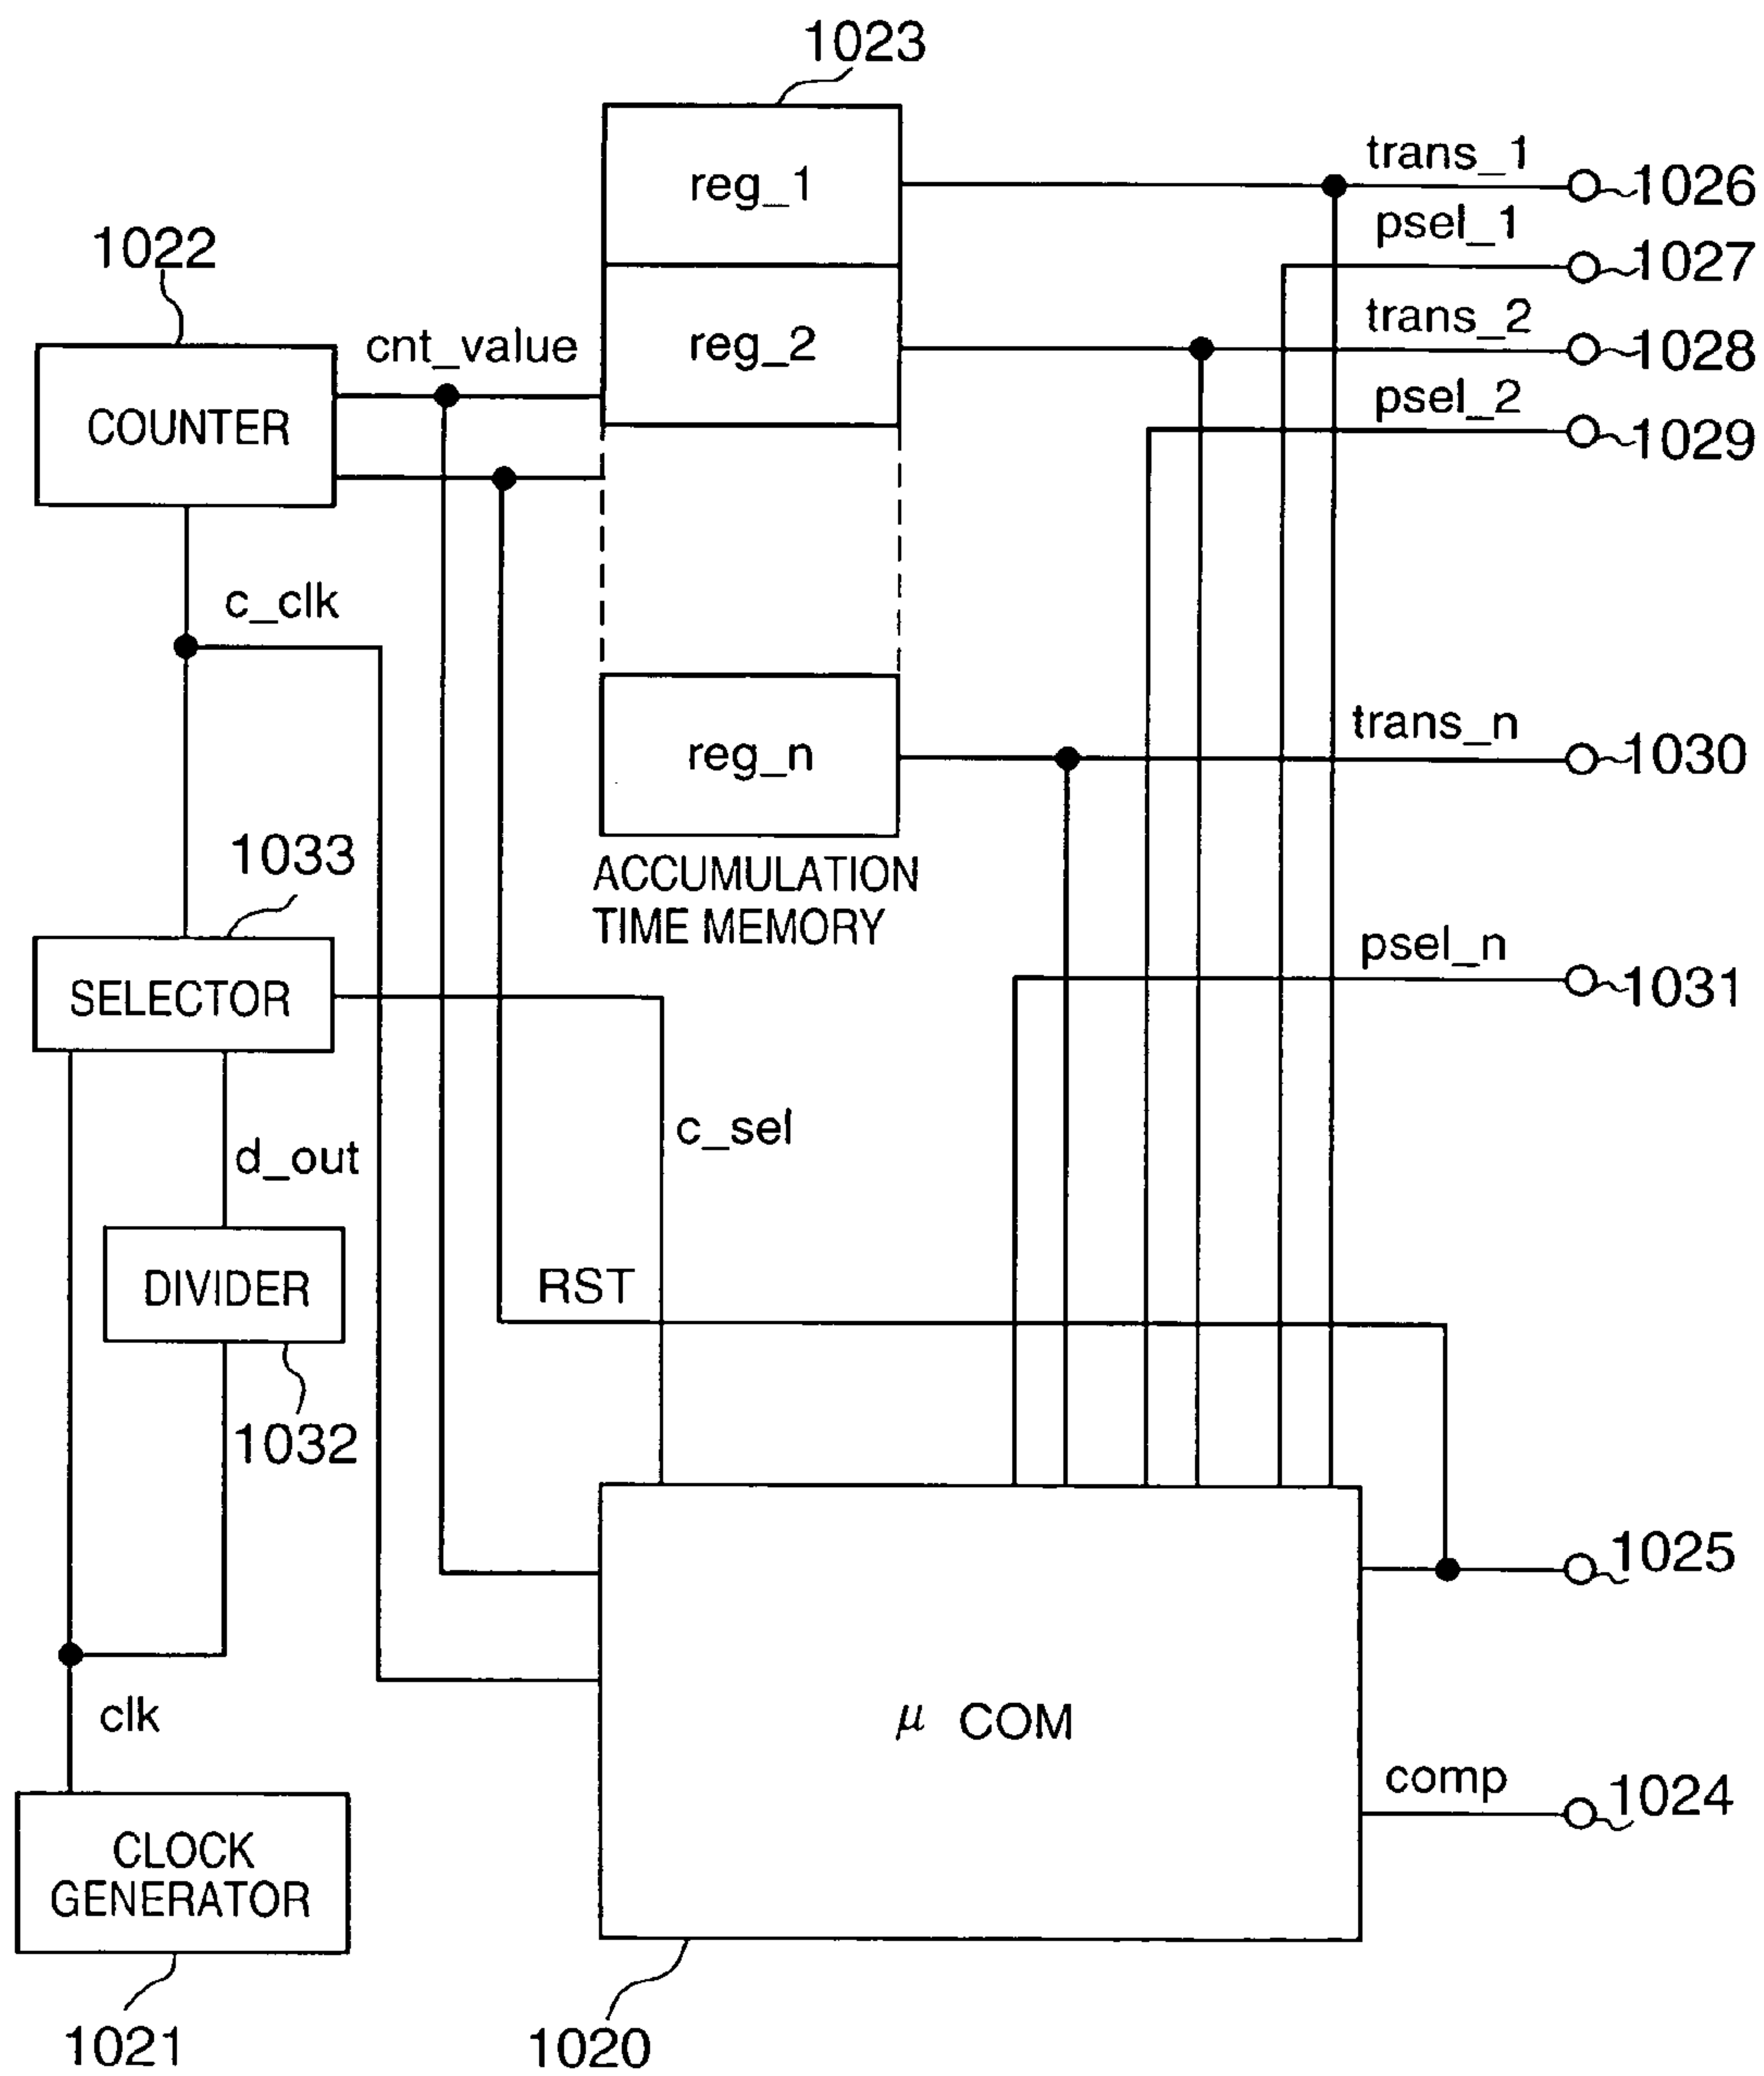 1023
reg_1
trans_1
1026
psel_1
1027
1022
cnt_value
reg_2
trans_2
1028
COUNTER
psel_2
1029
c_clk
reg_n
trans_n
1030
1033
ACCUMULATION
TIME MEMORY
psel_n
1031
SELECTOR
c_sel
d_out
DIVIDER
RST
1032
1025
clk
μ COM
comp
1024
CLOCK
GENERATOR
1021
1020